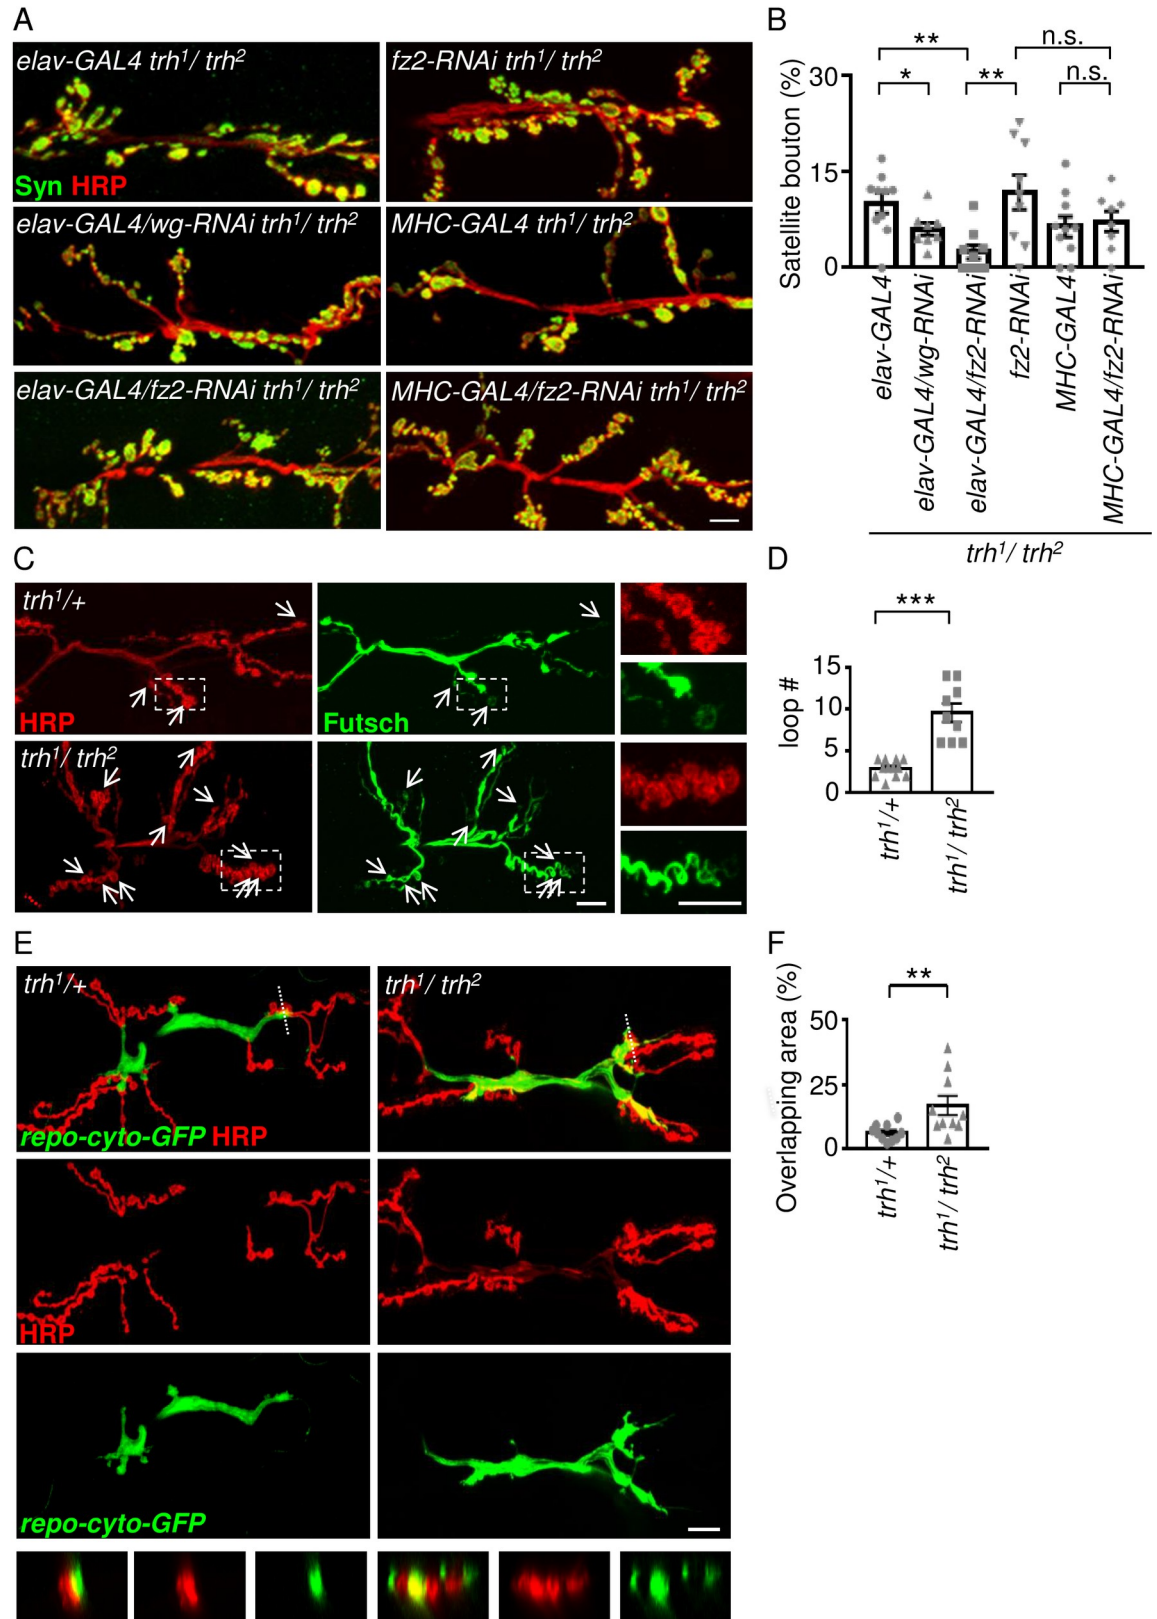 A
elav-GAL4 trh¹/ trh²
fz2-RNAi trh¹/ trh²
Syn HRP
elav-GAL4/wg-RNAi trh¹/ trh²
MHC-GAL4 trh¹/ trh²
elav-GAL4/fz2-RNAi trh¹/ trh²
MHC-GAL4/fz2-RNAi trh¹/ trh²
B
Satellite bouton (%)
30
15
0
**
*
**
n.s.
n.s.
elav-GAL4
elav-GAL4/wg-RNAi
elav-GAL4/fz2-RNAi
fz2-RNAi
MHC-GAL4
MHC-GAL4/fz2-RNAi
trh¹/ trh²
C
trh¹/+
HRP
Futsch
trh¹/ trh²
D
***
loop #
15
10
5
0
trh¹/+
trh¹/ trh²
E
trh¹/+
trh¹/ trh²
repo-cyto-GFP HRP
HRP
repo-cyto-GFP
F
**
Overlapping area (%)
50
25
0
trh¹/+
trh¹/ trh²